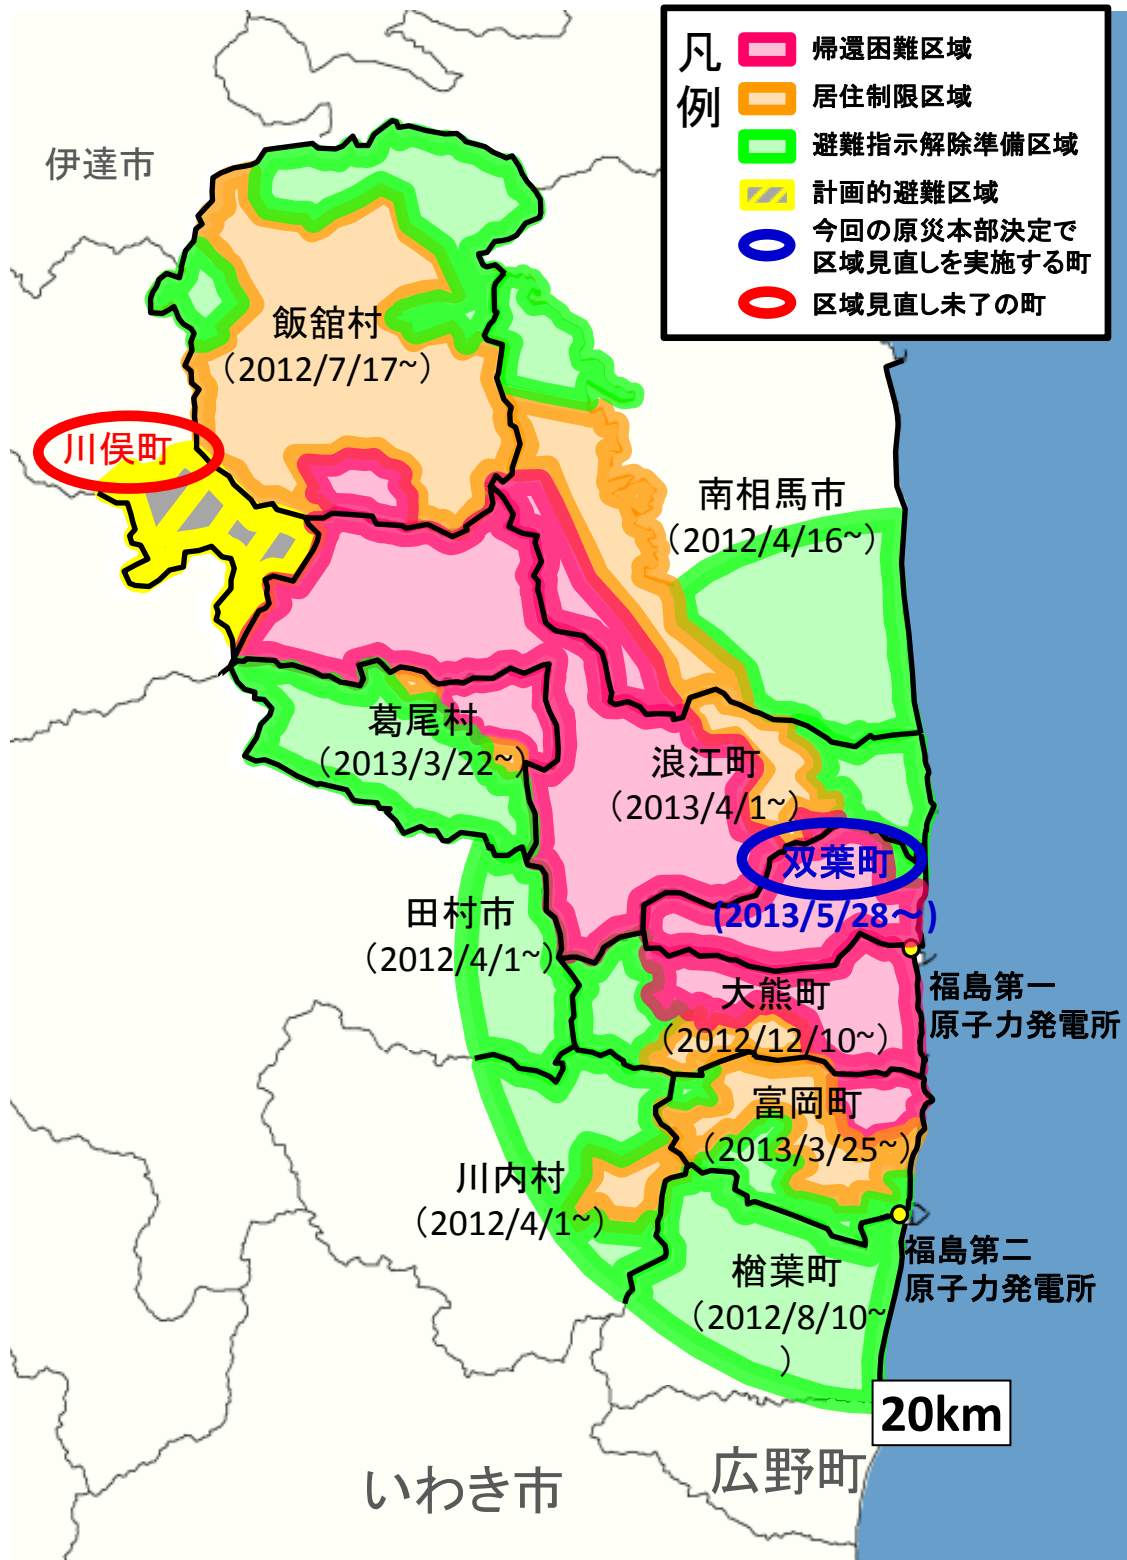 凡例
帰還困難区域
居住制限区域
避難指示解除準備区域
計画的避難区域
今回の原災本部決定で
区域見直しを実施する町
区域見直し未了の町
伊達市
飯舘村
（2012/7/17~）
川俣町
南相馬市
（2012/4/16~）
葛尾村
（2013/3/22~）
浪江町
（2013/4/1~）
双葉町
(2013/5/28～)
田村市
（2012/4/1~）
大熊町
（2012/12/10~）
福島第一
原子力発電所
富岡町
（2013/3/25~）
川内村
（2012/4/1~）
福島第二
原子力発電所
楢葉町
（2012/8/10~
）
20km
広野町
いわき市